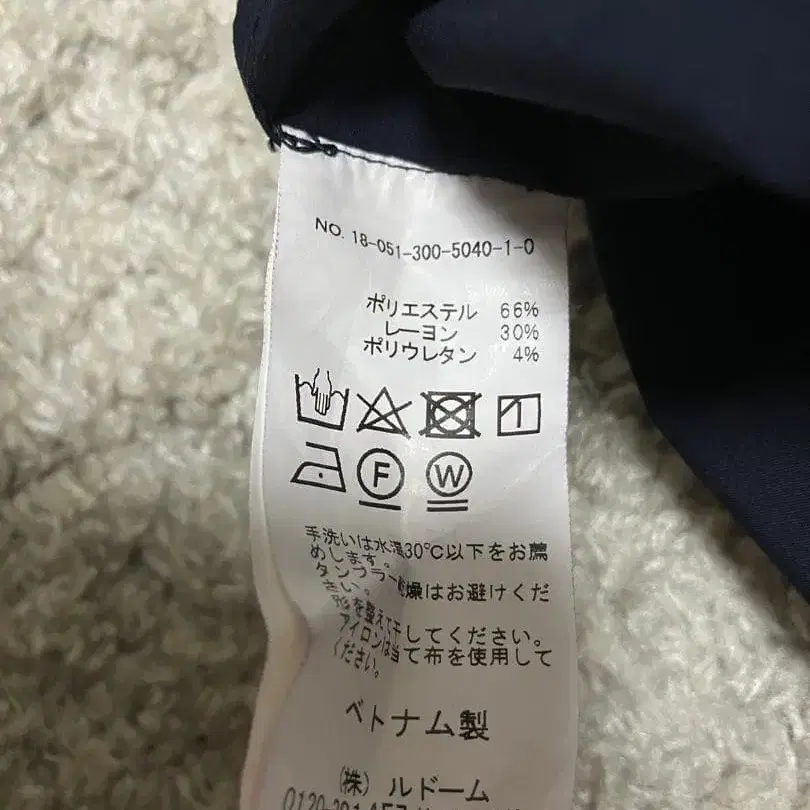 NO. 18-051-300-5040-1-0
ポリエステル 66%
レーヨン 30%
ポリウレタン 4%
F W
手洗いは水温30℃以下をお薦
めします。
タンブラー乾燥はお避けくだ
さい。
形を整えて干してください。
アイロンは当て布を使用して
ください。
ベトナム製
(株) ルドーム